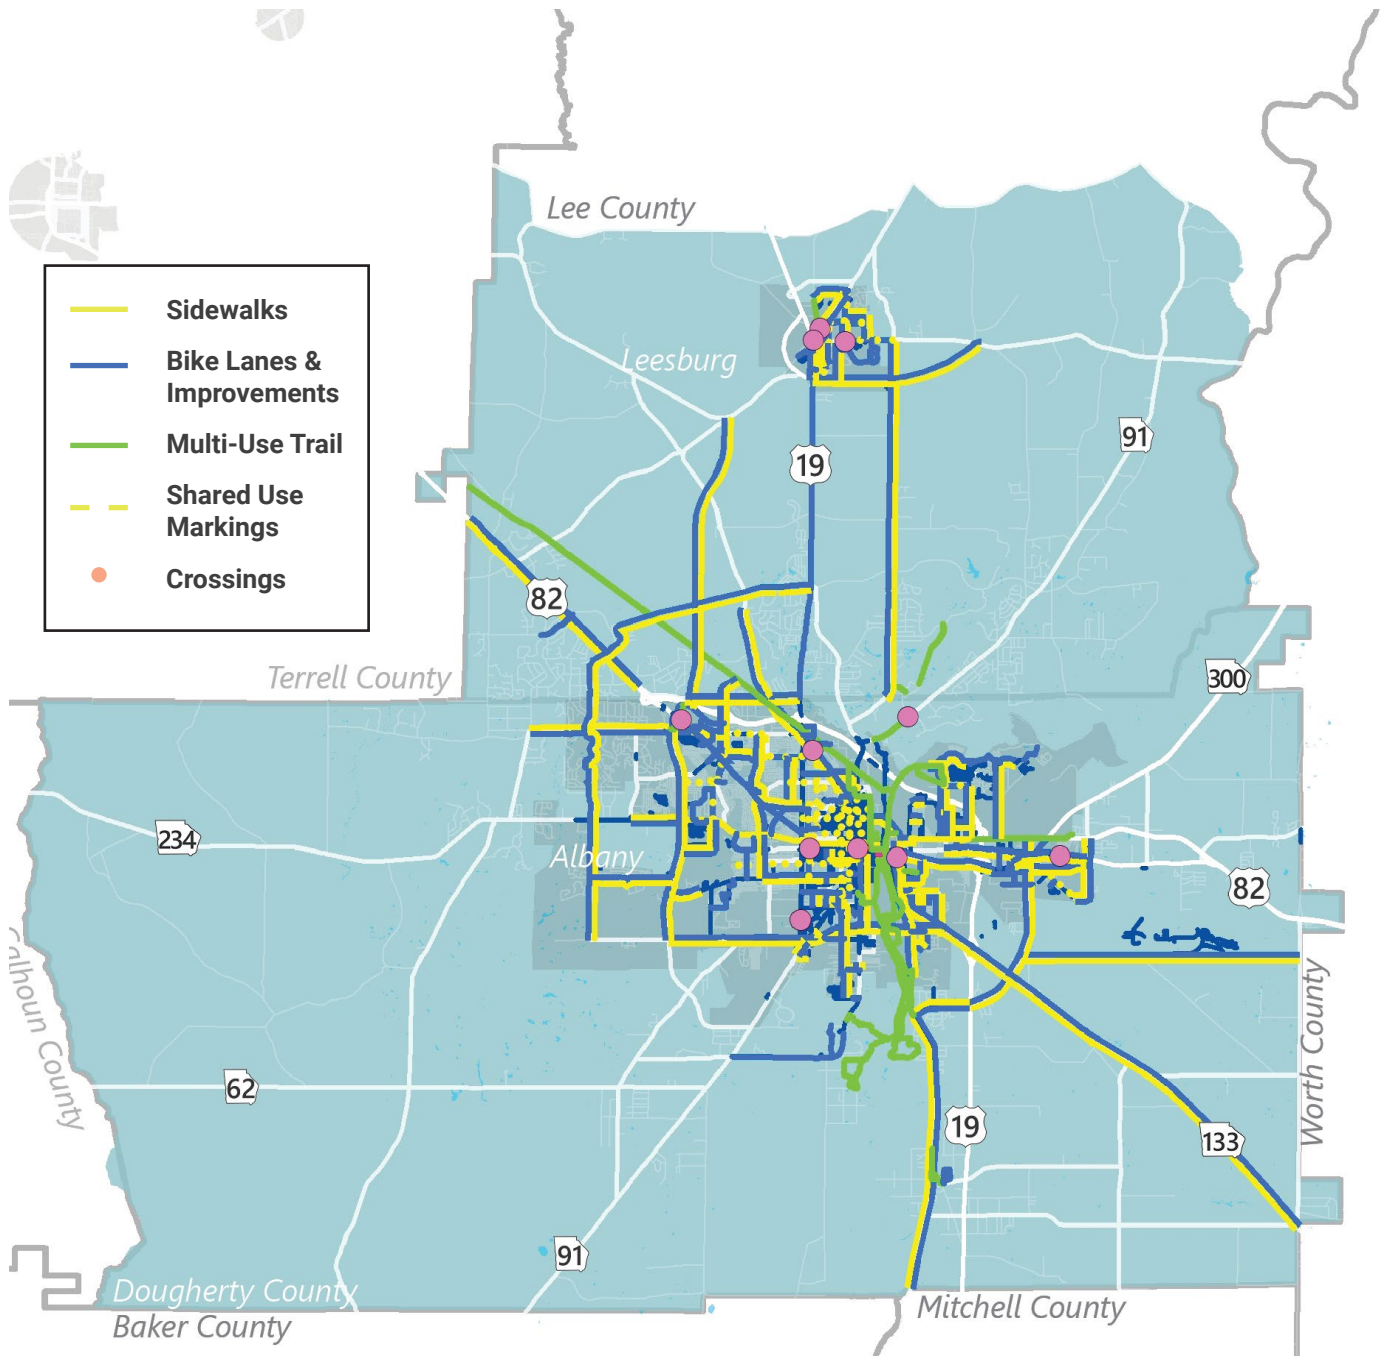 Lee County
Sidewalks
Bike Lanes &
Improvements
Multi-Use Trail
Shared Use
Markings
Crossings
Leesburg
91
19
82
Terrell County
300
234
Albany
82
Calhoun County
Worth County
62
19
133
91
Dougherty County
Baker County
Mitchell County